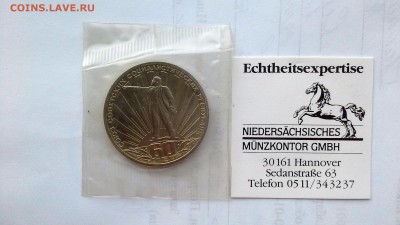 COINS.LAVE.RU
Echtheitsexpertise
NIEDERSÄCHSISCHES
MÜNZKONTOR GMBH
30161 Hannover
Sedanstraße 63
Telefon 0511/343237
60